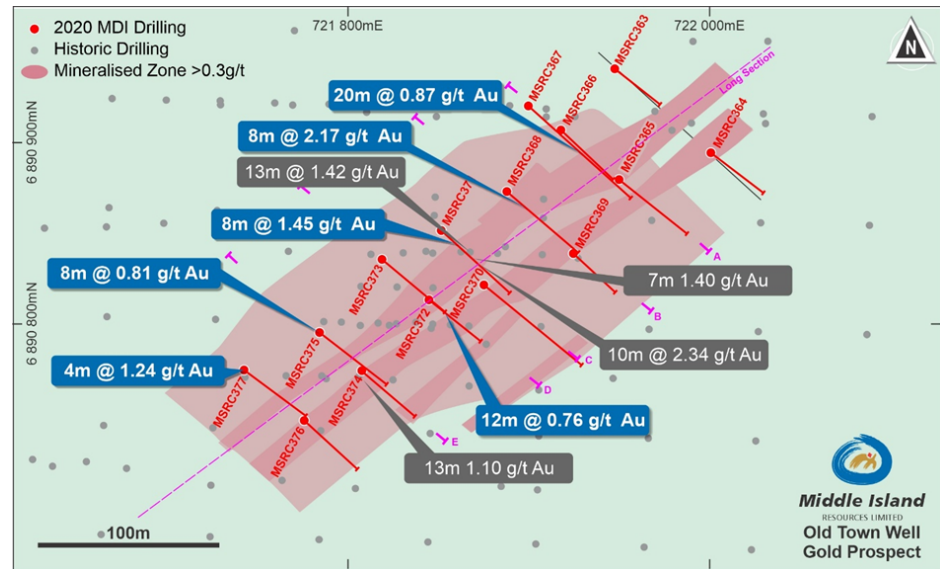 721 800mE
722 000mE
2020 MDI Drilling
Historic Drilling
Mineralised Zone >0.3g/t
N
6 890 900mN
6 890 800mN
MSRC363
MSRC367
MSRC366
MSRC364
MSRC365
MSRC368
MSRC37
MSRC369
MSRC373
MSRC370
MSRC372
MSRC375
MSRC374
MSRC377
MSRC376
Long Section
20m @ 0.87 g/t Au
8m @ 2.17 g/t Au
13m @ 1.42 g/t Au
8m @ 1.45 g/t Au
8m @ 0.81 g/t Au
4m @ 1.24 g/t Au
7m 1.40 g/t Au
10m @ 2.34 g/t Au
12m @ 0.76 g/t Au
13m 1.10 g/t Au
A
B
C
D
E
100m
Middle Island
RESOURCES LIMITED
Old Town Well
Gold Prospect